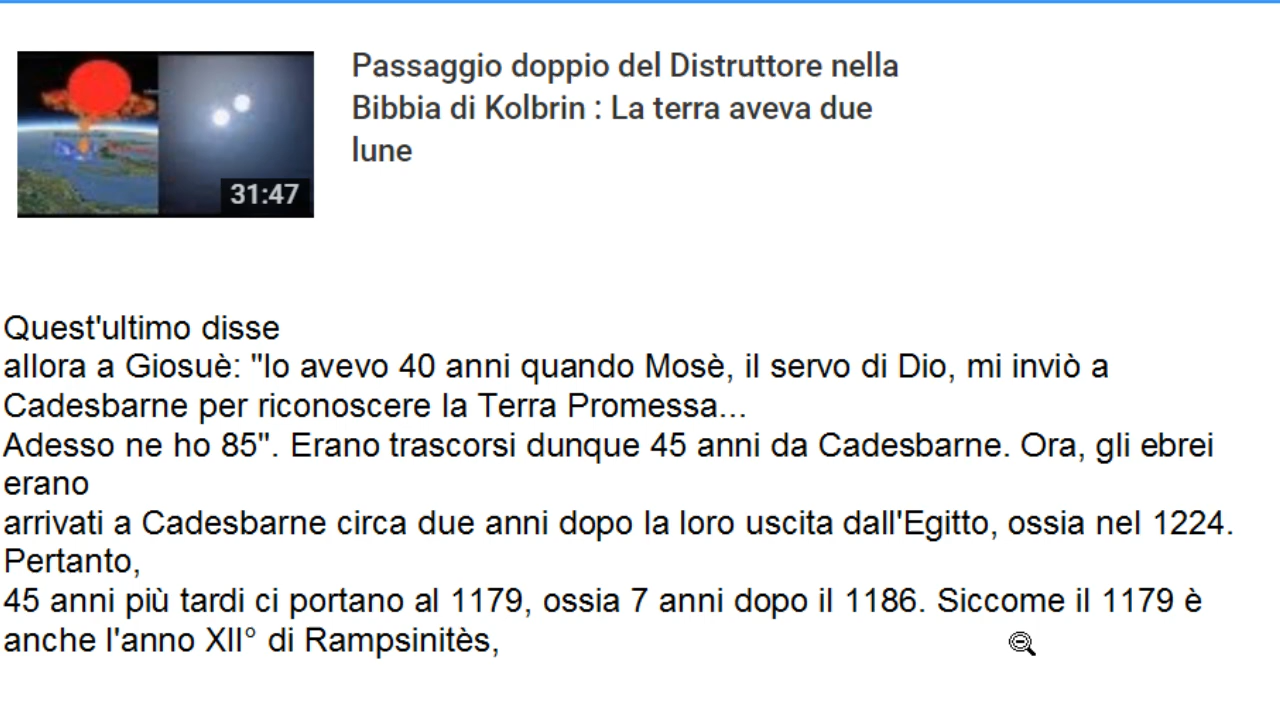 Passaggio doppio del Distruttore nella
Bibbia di Kolbrin : La terra aveva due
lune
31:47
Quest'ultimo disse
allora a Giosuè: "Io avevo 40 anni quando Mosè, il servo di Dio, mi inviò a
Cadesbarne per riconoscere la Terra Promessa...
Adesso ne ho 85". Erano trascorsi dunque 45 anni da Cadesbarne. Ora, gli ebrei
erano
arrivati a Cadesbarne circa due anni dopo la loro uscita dall'Egitto, ossia nel 1224.
Pertanto,
45 anni più tardi ci portano al 1179, ossia 7 anni dopo il 1186. Siccome il 1179 è
anche l'anno XII° di Rampsinitès,